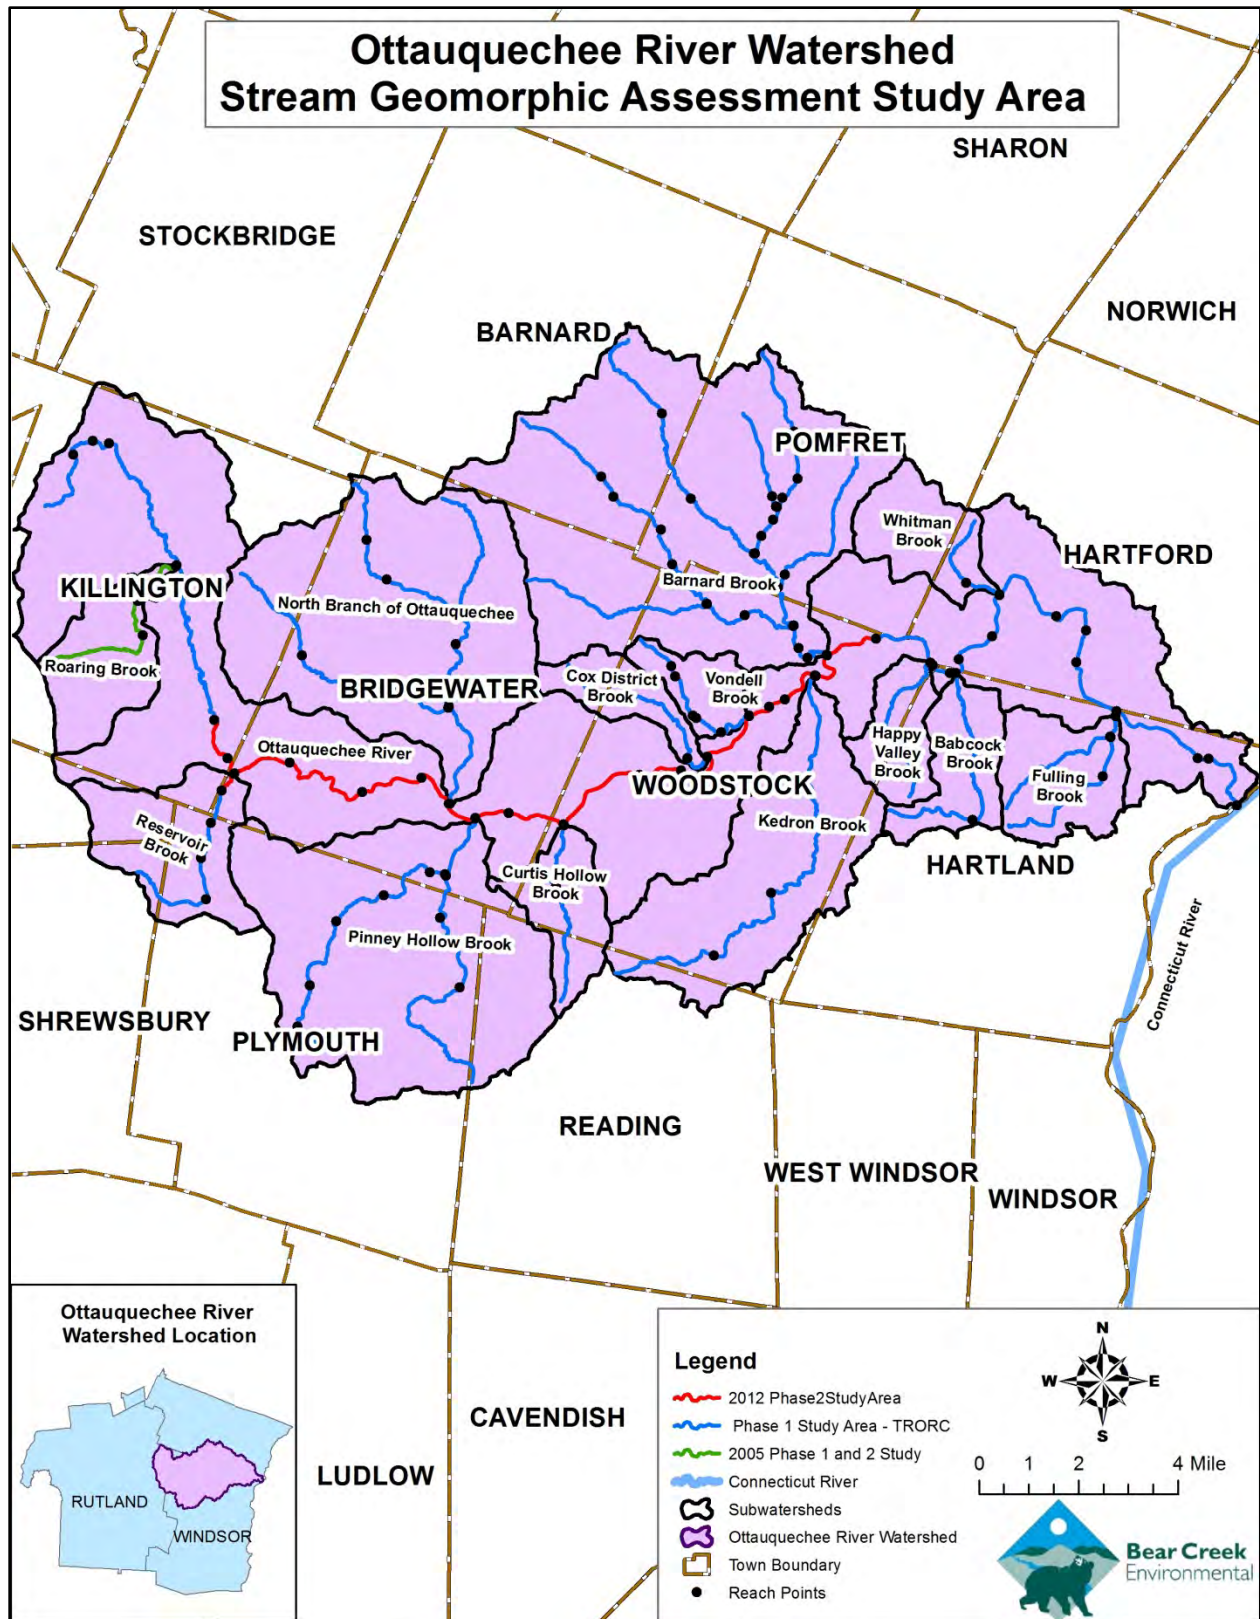 Ottauquechee River Watershed
Stream Geomorphic Assessment Study Area
SHARON
STOCKBRIDGE
NORWICH
BARNARD
POMFRET
Whitman
Brook
HARTFORD
KILLINGTON
Barnard Brook
North Branch of Ottauquechee
Roaring Brook
Cox District
Brook
Vondell
Brook
BRIDGEWATER
Ottauquechee River
Happy
Valley
Brook
Babcock
Brook
Fulling
Brook
WOODSTOCK
Kedron Brook
Reservoir
Brook
HARTLAND
Curtis Hollow
Brook
Pinney Hollow Brook
Connecticut River
SHREWSBURY
PLYMOUTH
READING
WEST WINDSOR
WINDSOR
CAVENDISH
LUDLOW
Ottauquechee River
Watershed Location
RUTLAND
WINDSOR
Legend
2012 Phase2StudyArea
Phase 1 Study Area - TRORC
2005 Phase 1 and 2 Study
Connecticut River
Subwatersheds
Ottauquechee River Watershed
Town Boundary
Reach Points
N
W E
S
0 1 2 4 Mile
Bear Creek
Environmental